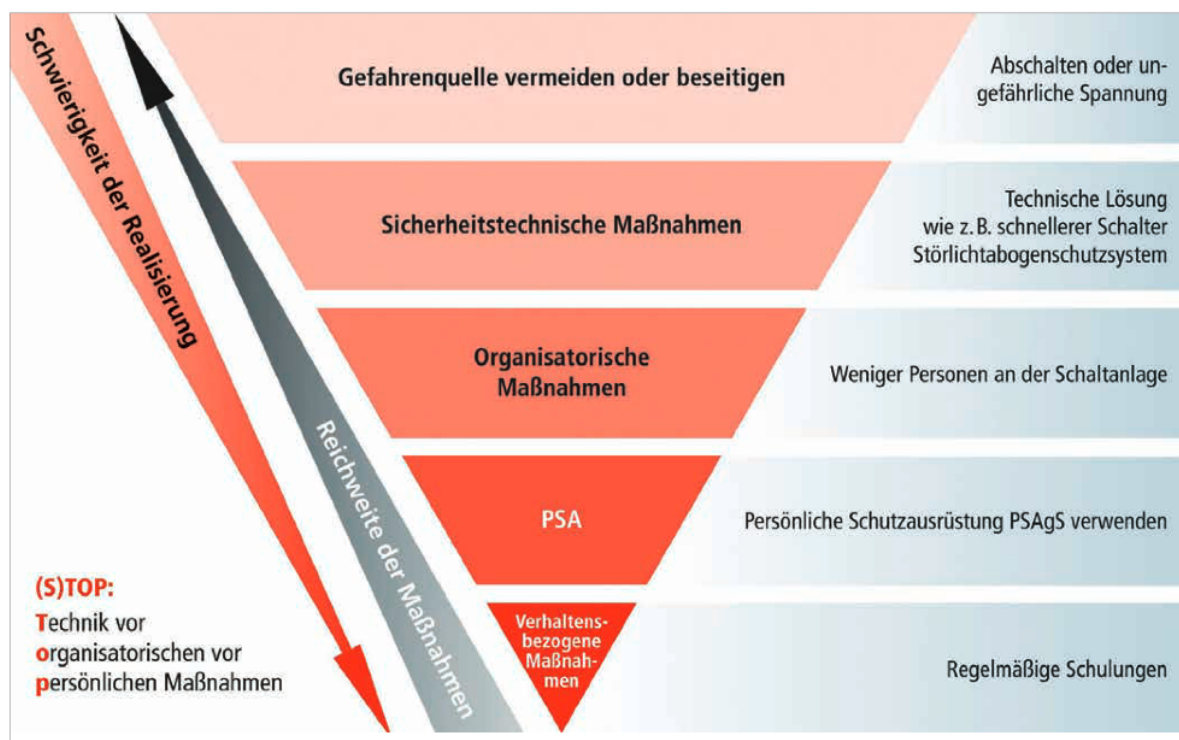 Schwierigkeit der Realisierung
Reichweite der Maßnahmen
Gefahrenquelle vermeiden oder beseitigen
Abschalten oder un-
gefährliche Spannung
Sicherheitstechnische Maßnahmen
Technische Lösung
wie z. B. schnellerer Schalter
Störlichtabogenschutzsystem
Organisatorische
Maßnahmen
Weniger Personen an der Schaltanlage
PSA
Persönliche Schutzausrüstung PSAgS verwenden
Verhaltens-
bezogene
Maßnah-
men
Regelmäßige Schulungen
(S)TOP:
Technik vor
organisatorischen vor
persönlichen Maßnahmen